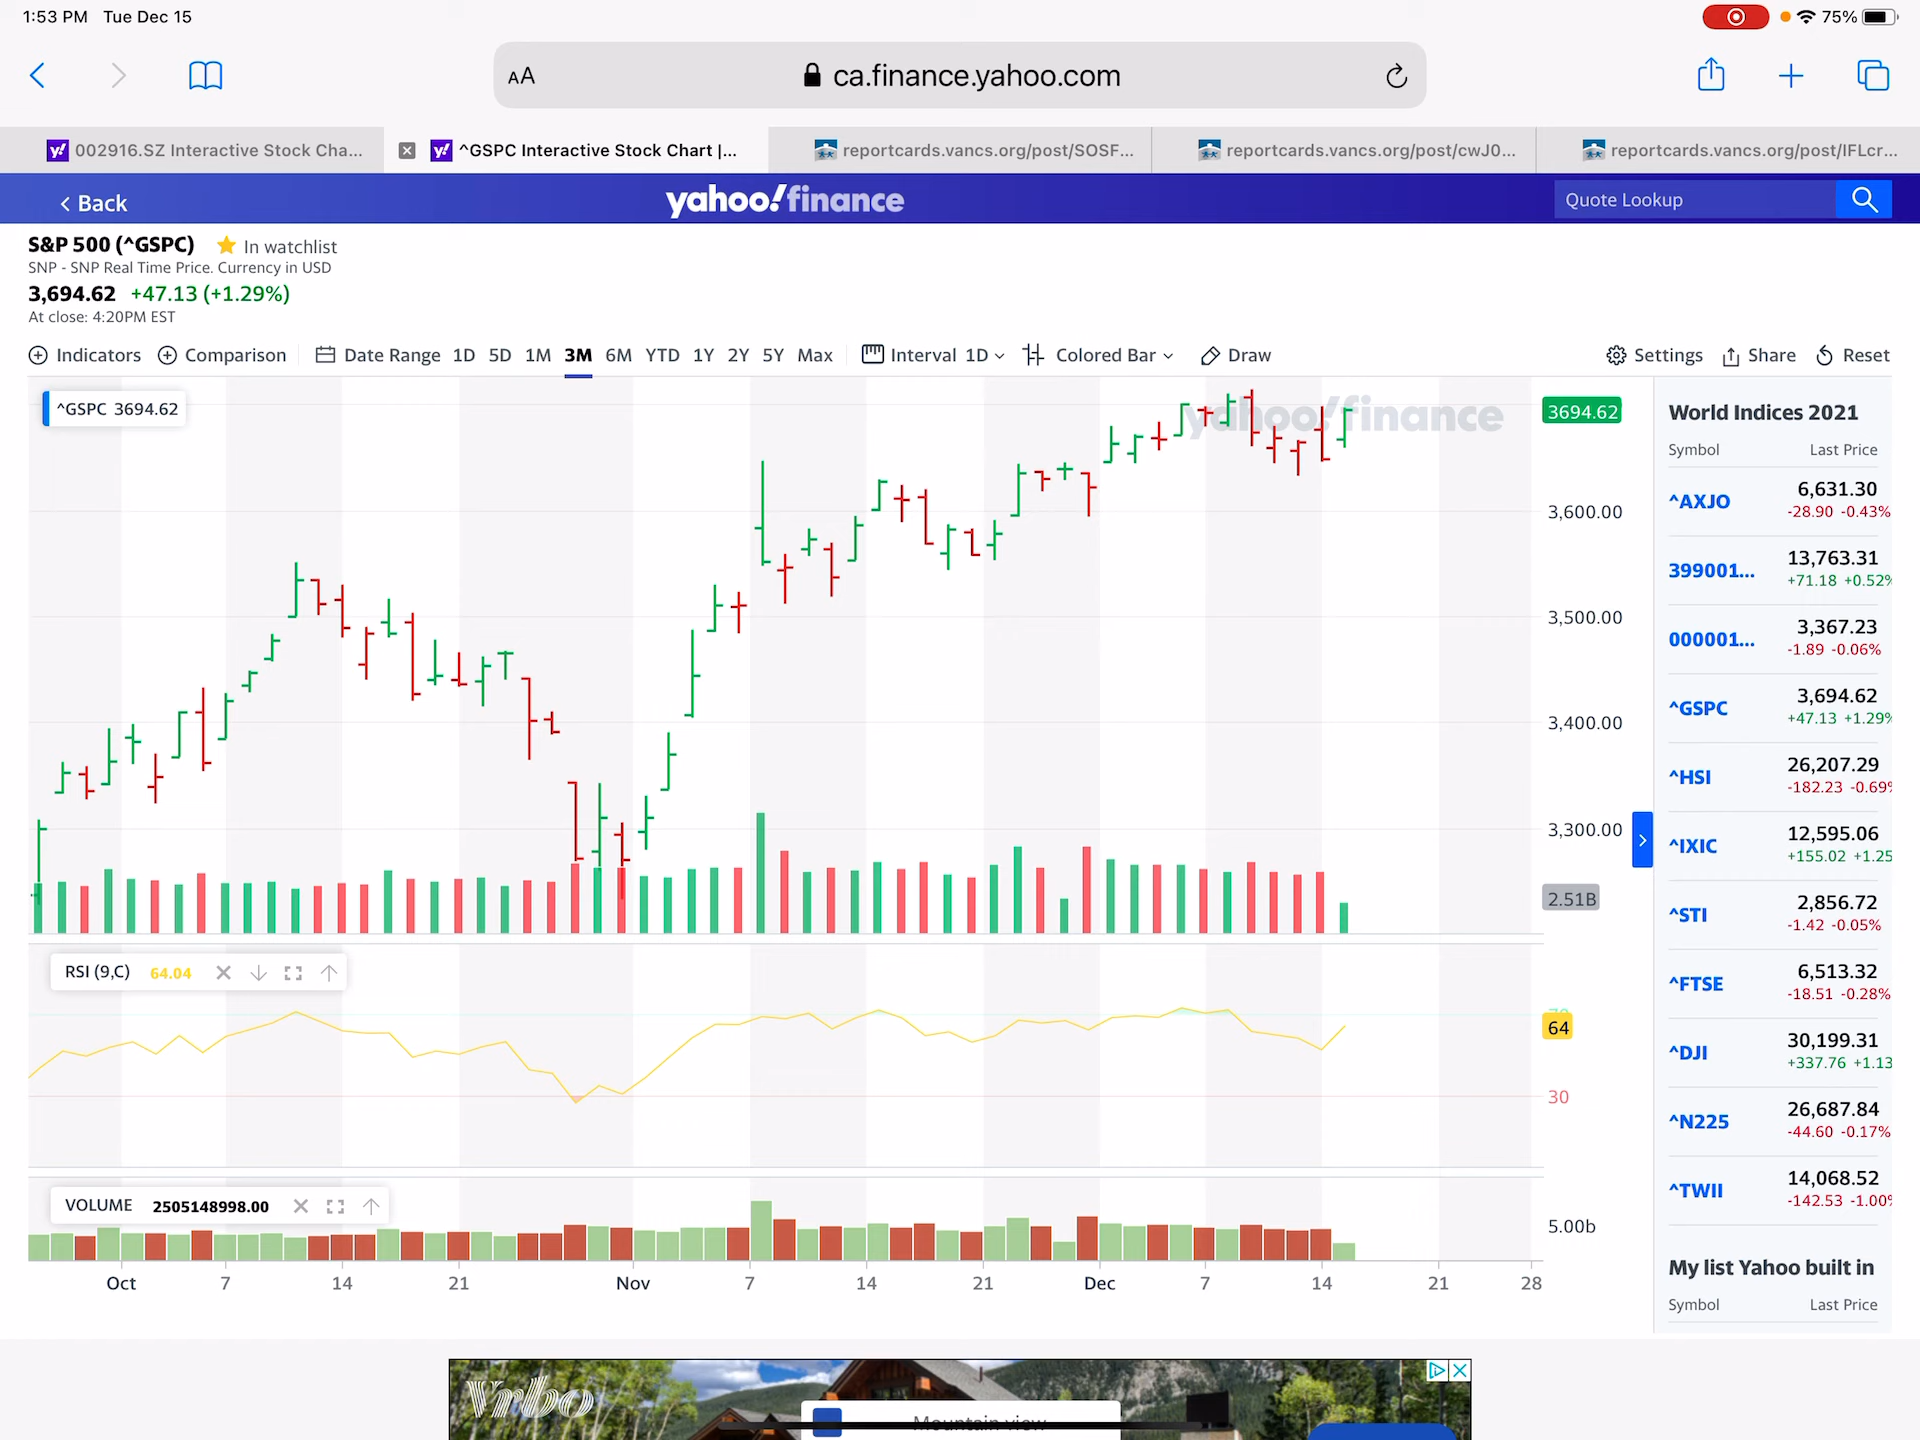 1:53 PM Tue Dec 15
75%
AA
ca.finance.yahoo.com
002916.SZ Interactive Stock Cha...
^GSPC Interactive Stock Chart |...
reportcards.vancs.org/post/SOSF...
reportcards.vancs.org/post/cwJ0...
reportcards.vancs.org/post/IFLcr...
Back
yahoo!finance
Quote Lookup
S&P 500 (^GSPC) In watchlist
SNP - SNP Real Time Price. Currency in USD
3,694.62 +47.13 (+1.29%)
At close: 4:20PM EST
Indicators Comparison Date Range 1D 5D 1M 3M 6M YTD 1Y 2Y 5Y Max Interval 1D Colored Bar Draw Settings Share Reset
^GSPC 3694.62
yahoo!finance
3694.62
3,600.00
3,500.00
3,400.00
3,300.00
2.51B
RSI (9,C) 64.04
70
64
30
VOLUME 2505148998.00
5.00b
Oct 7 14 21 Nov 7 14 21 Dec 7 14 21 28
World Indices 2021
Symbol Last Price
^AXJO 6,631.30
-28.90 -0.43%
399001... 13,763.31
+71.18 +0.52%
000001... 3,367.23
-1.89 -0.06%
^GSPC 3,694.62
+47.13 +1.29%
^HSI 26,207.29
-182.23 -0.69%
^IXIC 12,595.06
+155.02 +1.25
^STI 2,856.72
-1.42 -0.05%
^FTSE 6,513.32
-18.51 -0.28%
^DJI 30,199.31
+337.76 +1.13
^N225 26,687.84
-44.60 -0.17%
^TWII 14,068.52
-142.53 -1.00%
My list Yahoo built in
Symbol Last Price
Vrbo
Mountain view